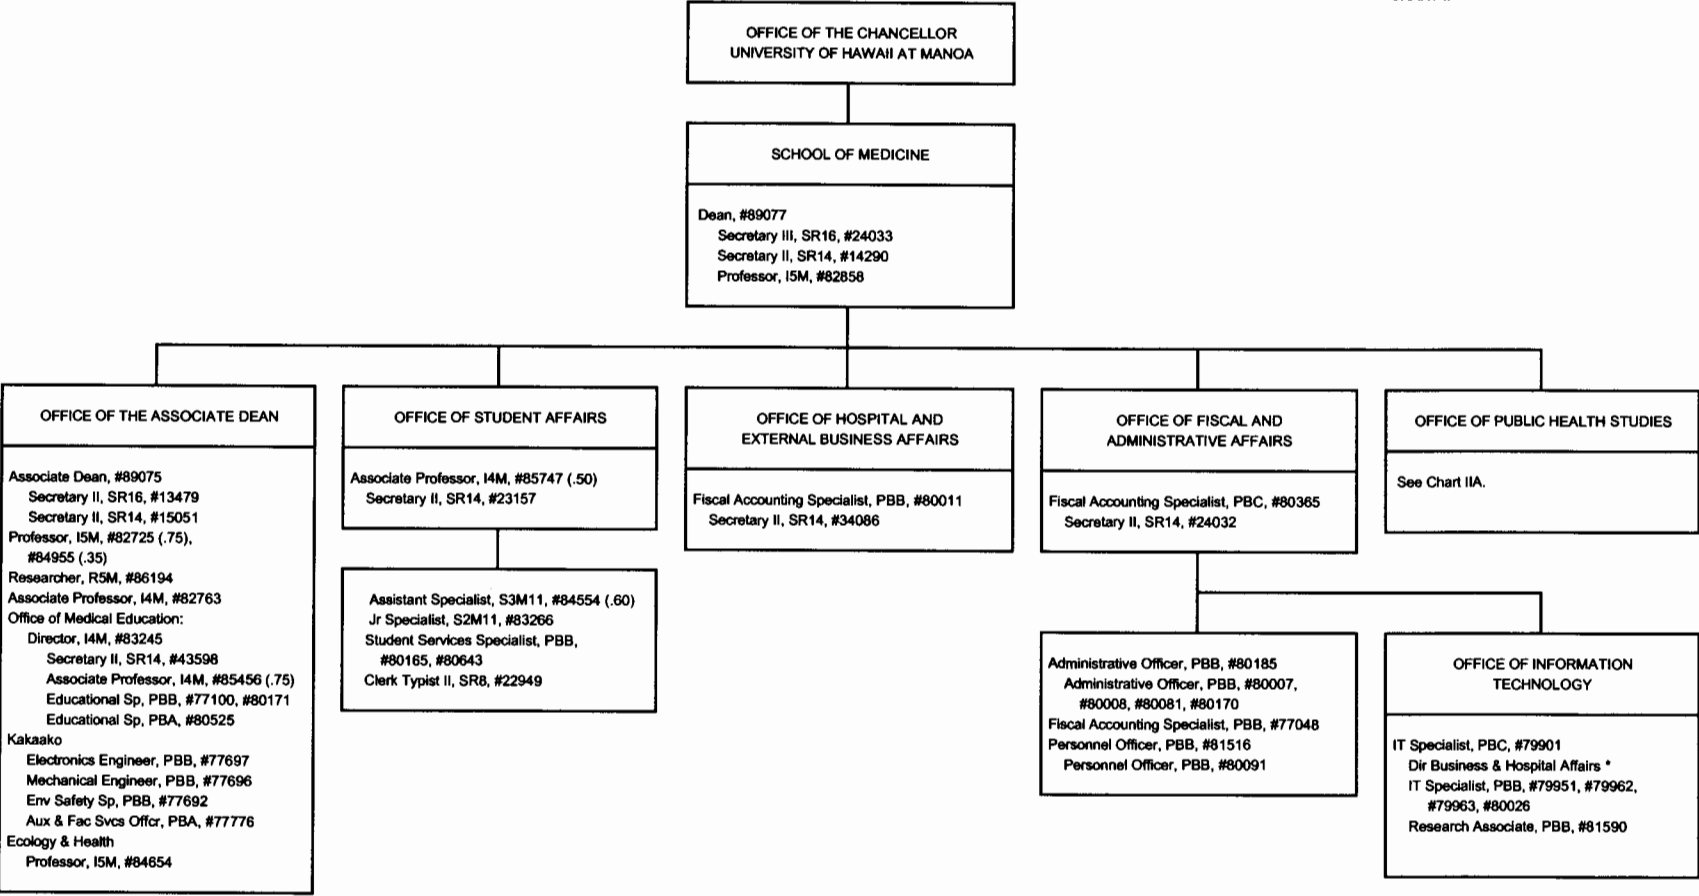 OFFICE OF THE CHANCELLOR
UNIVERSITY OF HAWAII AT MANOA
SCHOOL OF MEDICINE
Dean, #89077
Secretary III, SR16, #24033
Secretary II, SR14, #14290
Professor, I5M, #82858
OFFICE OF THE ASSOCIATE DEAN
Associate Dean, #89075
Secretary II, SR16, #13479
Secretary II, SR14, #15051
Professor, I5M, #82725 (.75),
#84955 (.35)
Researcher, R5M, #86194
Associate Professor, I4M, #82763
Office of Medical Education:
Director, I4M, #83245
Secretary II, SR14, #43598
Associate Professor, I4M, #85456 (.75)
Educational Sp, PBB, #77100, #80171
Educational Sp, PBA, #80525
Kakaako
Electronics Engineer, PBB, #77697
Mechanical Engineer, PBB, #77696
Env Safety Sp, PBB, #77692
Aux & Fac Svcs Offcr, PBA, #77776
Ecology & Health
Professor, I5M, #84654
OFFICE OF STUDENT AFFAIRS
Associate Professor, I4M, #85747 (.50)
Secretary II, SR14, #23157
Assistant Specialist, S3M11, #84554 (.60)
Jr Specialist, S2M11, #83266
Student Services Specialist, PBB,
#80165, #80643
Clerk Typist II, SR8, #22949
OFFICE OF HOSPITAL AND
EXTERNAL BUSINESS AFFAIRS
Fiscal Accounting Specialist, PBB, #80011
Secretary II, SR14, #34086
OFFICE OF FISCAL AND
ADMINISTRATIVE AFFAIRS
Fiscal Accounting Specialist, PBC, #80365
Secretary II, SR14, #24032
Administrative Officer, PBB, #80185
Administrative Officer, PBB, #80007,
#80008, #80081, #80170
Fiscal Accounting Specialist, PBB, #77048
Personnel Officer, PBB, #81516
Personnel Officer, PBB, #80091
OFFICE OF PUBLIC HEALTH STUDIES
See Chart IIA.
OFFICE OF INFORMATION
TECHNOLOGY
IT Specialist, PBC, #79901
Dir Business & Hospital Affairs *
IT Specialist, PBB, #79951, #79962,
#79963, #80026
Research Associate, PBB, #81590